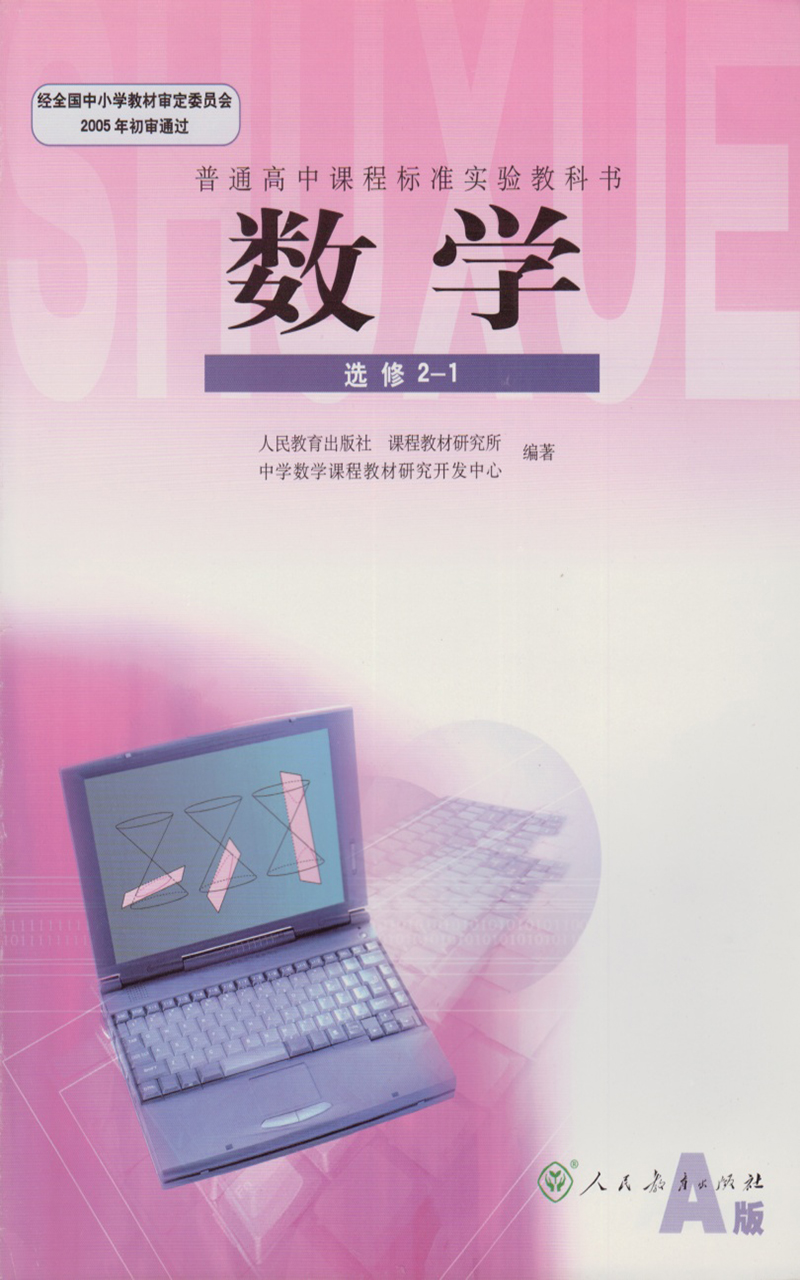 SHUXUE
经全国中小学教材审定委员会
2005年初审通过
普通高中课程标准实验教科书
数学
选修 2-1
人民教育出版社 课程教材研究所
中学数学课程教材研究开发中心
编著
人民教育出版社
A版